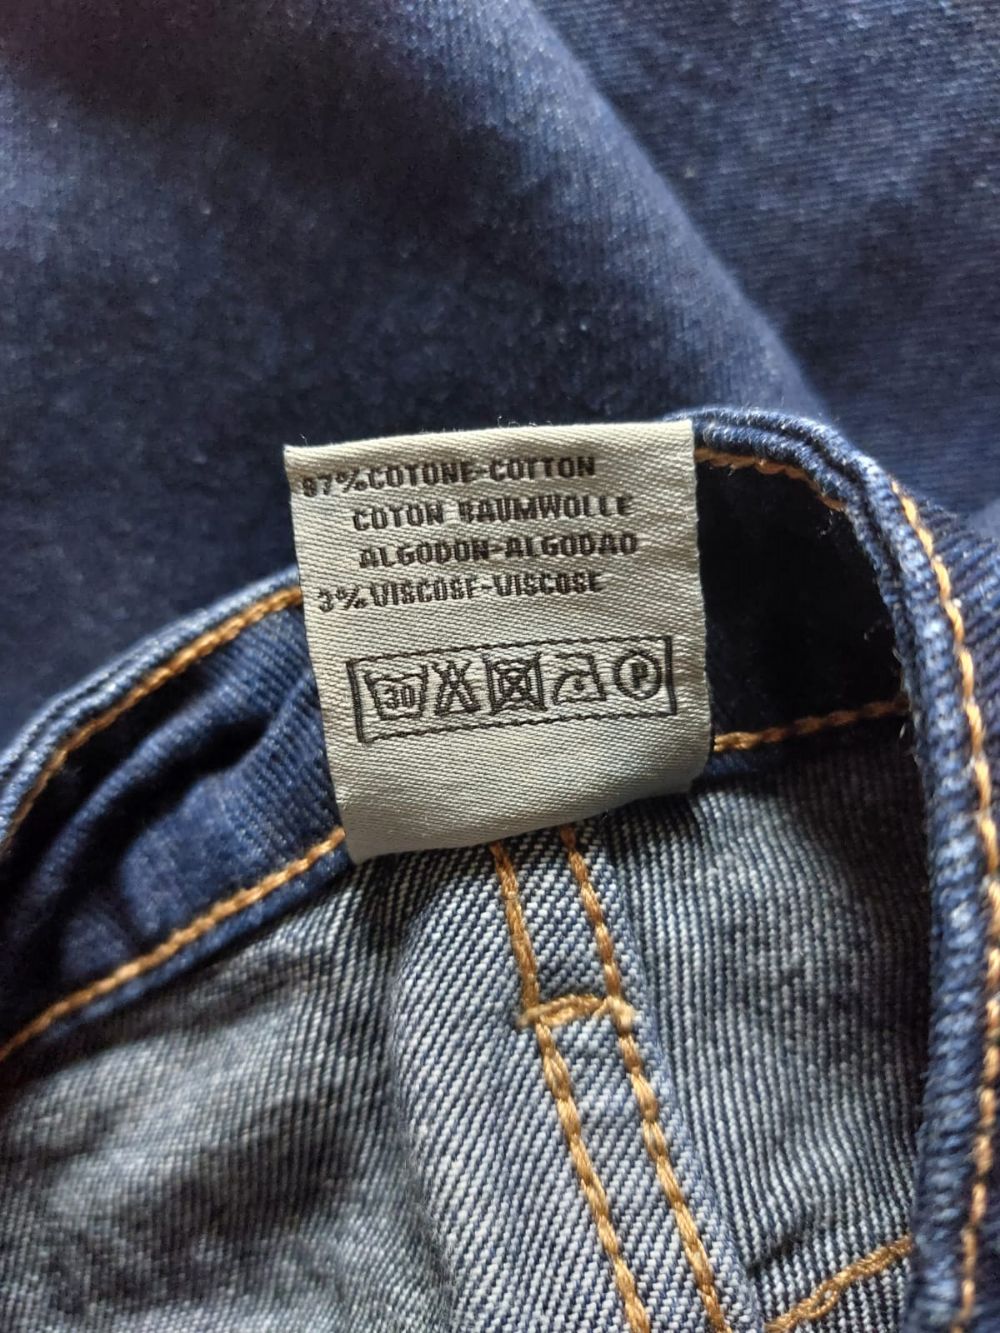 97%COTONE-COTTON
COTON BAUMWOLLE
ALGODON-ALGODAO
3%VISCOSE-VISCOSE
30 P